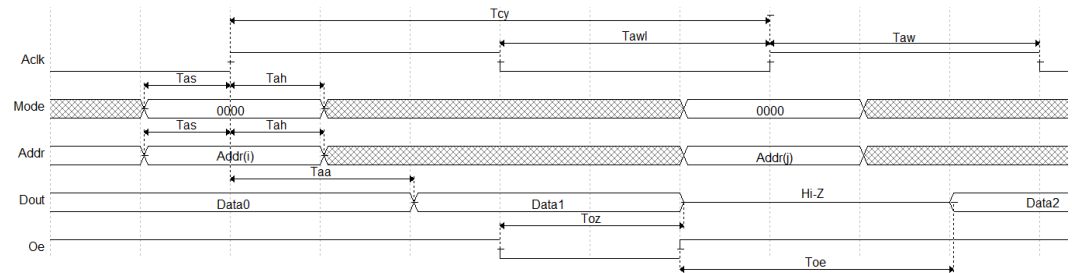 Tcy
Tawl Taw
Aclk
Tas Tah
Mode 0000 0000
Tas Tah
Addr Addr(i) Addr(j)
Taa
Dout Data0 Data1 Hi-Z Data2
Toz
Oe
Toe